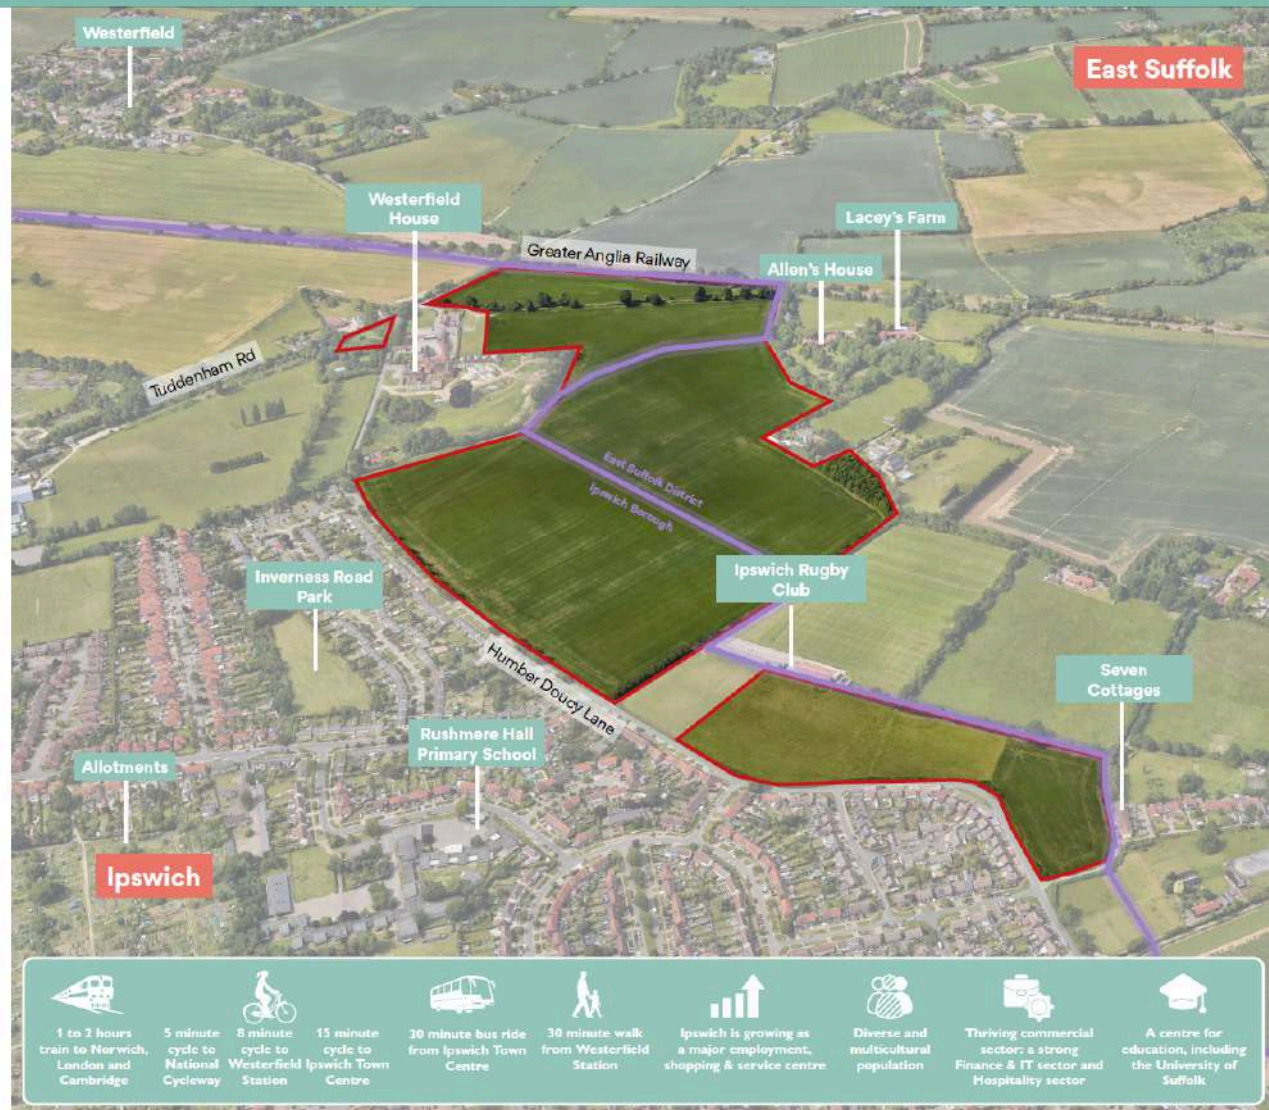 Westerfield
East Suffolk
Westerfield
House
Lacey's Farm
Greater Anglia Railway
Allen's House
Tuddenham Rd
East Suffolk District
Ipswich Borough
Ipswich Rugby
Club
Inverness Road
Park
Humber Doucy Lane
Seven
Cottages
Rushmere Hall
Primary School
Allotments
Ipswich
1 to 2 hours
train to Norwich,
London and
Cambridge
5 minute
cycle to
National
Cycleway
8 minute
cycle to
Westerfield
Station
15 minute
cycle to
Ipswich Town
Centre
20 minute bus ride
from Ipswich Town
Centre
30 minute walk
from Westerfield
Station
Ipswich is growing as
a major employment,
shopping & service centre
Diverse and
multicultural
population
Thriving commercial
sector: a strong
Finance & IT sector and
Hospitality sector
A centre for
education, including
the University of
Suffolk